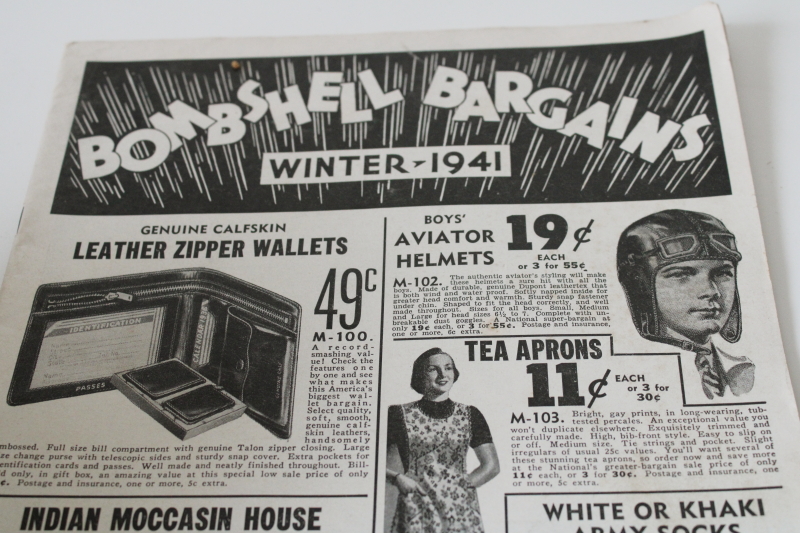 BOMBSHELL BARGAINS
WINTER - 1941
GENUINE CALFSKIN
LEATHER ZIPPER WALLETS
49c
M-100.
A record-
smashing val-
ue! Check the
features one
by one and see
what makes
this America's
biggest wal-
let bargain.
Select quality,
soft, smooth,
genuine calf-
skin leathers,
handsomely
mbossed. Full size bill compartment with genuine Talon zipper closing. Large
ze change purse with telescopic sides and sturdy snap cover. Extra pockets for
entification cards and passes. Well made and neatly finished throughout. Bill-
d only, in an amazing value at this special low sale price of only
c. Postage and insurance, one or more, 5c extra.
IDENTIFICATION
PASSES
INDIAN MOCCASIN HOUSE
BOYS'
AVIATOR
HELMETS
19¢
EACH
or 3 for 55¢
M-102. The authentic aviator's styling will make
these helmets a sure hit with all the
boys. Made of durable, genuine Dupont leathertex that
is both wind and water proof. Softly napped inside for
greater head comfort and warmth. Sturdy snap fastener
under chin. Shaped to fit the head correctly, and well
made throughout. Sizes for all boys. Small, Medium
and Large for head sizes 6½ to 7. Complete with un-
breakable dust goggles. A National super-bargain at
only 19c each, or 3 for 55c. Postage and insurance,
one or more, 6c extra.
TEA APRONS
11¢
EACH
or 3 for
30¢
M-103. Bright, gay prints, in long-wearing, tub-
tested percales. An exceptional value you
won't duplicate elsewhere. Exquisitely trimmed and
carefully made. High, bib-front style. Easy to slip on
or off. Medium size. Tie strings and pocket. Slight
irregulars of usual 25c values. You'll want several of
these stunning tea aprons, so order now and save more
at the National's greater-bargain sale price of only
11c each, or 3 for 30c. Postage and insurance, one
or more, 5c extra.
WHITE OR KHAKI
ARMY SOCKS